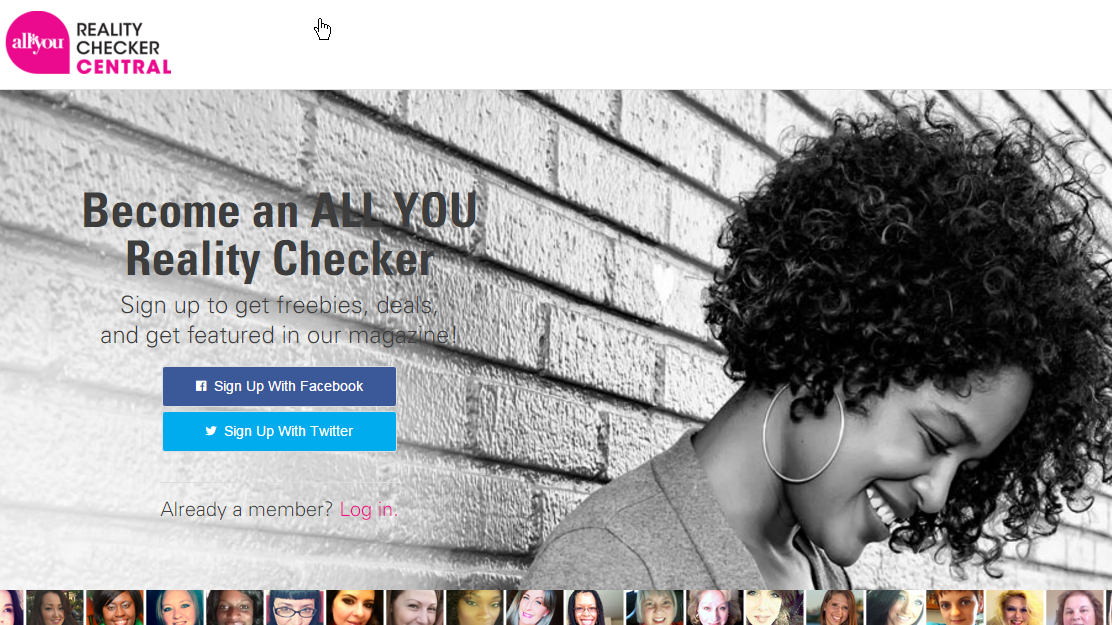 all you
REALITY
CHECKER
CENTRAL
Become an ALL YOU
Reality Checker
Sign up to get freebies, deals,
and get featured in our magazine!
Sign Up With Facebook
Sign Up With Twitter
Already a member? Log in.